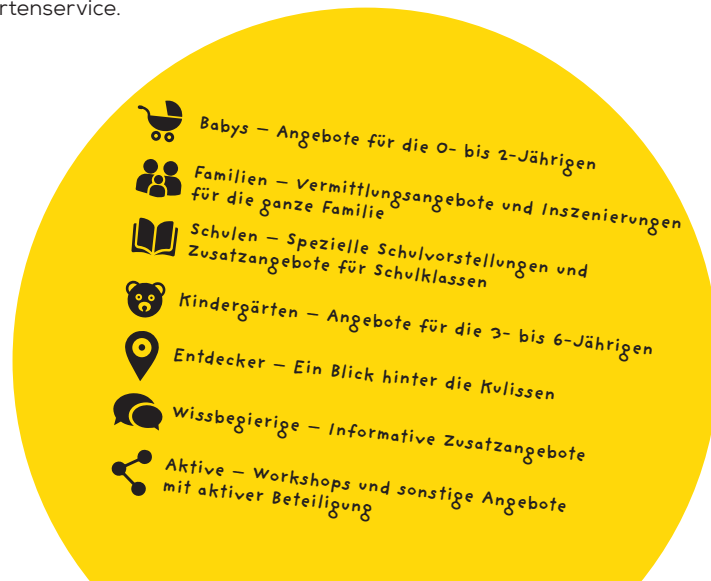 rtenservice.
Babys – Angebote für die 0- bis 2-Jährigen
Familien – Vermittlungsangebote und Inszenierungen
für die ganze Familie
Schulen – Spezielle Schulvorstellungen und
Zusatzangebote für Schulklassen
Kindergärten – Angebote für die 3- bis 6-Jährigen
Entdecker – Ein Blick hinter die Kulissen
Wissbegierige – Informative Zusatzangebote
Aktive – Workshops und sonstige Angebote
mit aktiver Beteiligung